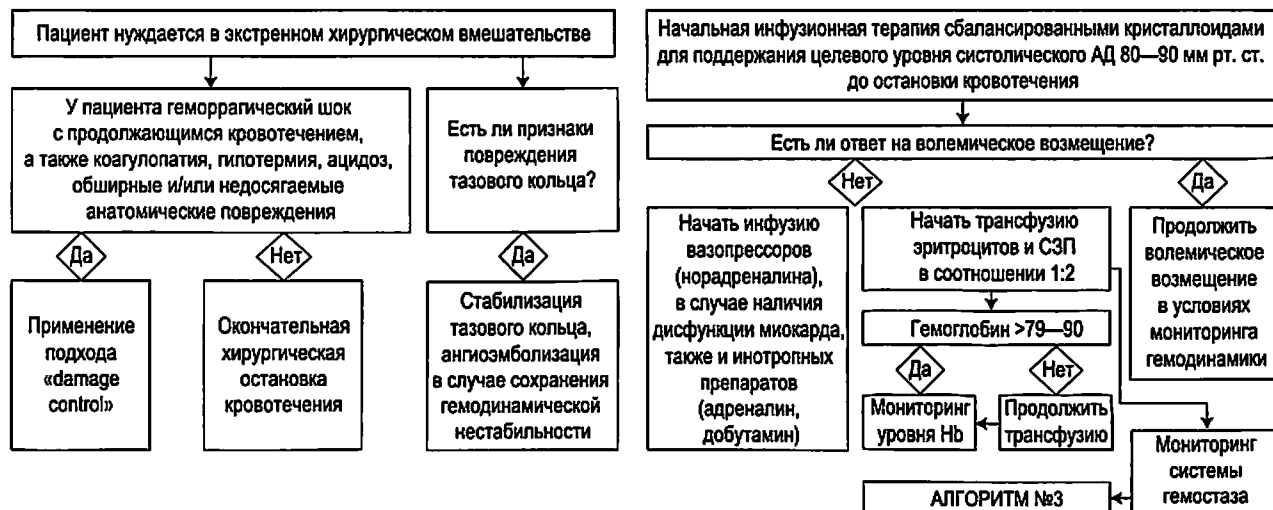 Пациент нуждается в экстренном хирургическом вмешательстве
У пациента геморрагический шок
с продолжающимся кровотечением,
а также коагулопатия, гипотермия, ацидоз,
обширные и/или недосягаемые
анатомические повреждения
Есть ли признаки
повреждения
тазового кольца?
Да
Нет
Да
Применение
подхода
«damage
control»
Окончательная
хирургическая
остановка
кровотечения
Стабилизация
тазового кольца,
ангиоэмболизация
в случае сохранения
гемодинамической
нестабильности
Начальная инфузионная терапия сбалансированными кристаллоидами
для поддержания целевого уровня систолического АД 80—90 мм рт. ст.
до остановки кровотечения
Есть ли ответ на волемическое возмещение?
Нет
Да
Начать инфузию
вазопрессоров
(норадреналина),
в случае наличия
дисфункции миокарда,
также и инотропных
препаратов
(адреналин,
добутамин)
Начать трансфузию
эритроцитов и СЗП
в соотношении 1:2
Гемоглобин >79—90
Да
Нет
Мониторинг
уровня Hb
Продолжить
трансфузию
Продолжить
волемическое
возмещение
в условиях
мониторинга
гемодинамики
Мониторинг
системы
гемостаза
АЛГОРИТМ №3